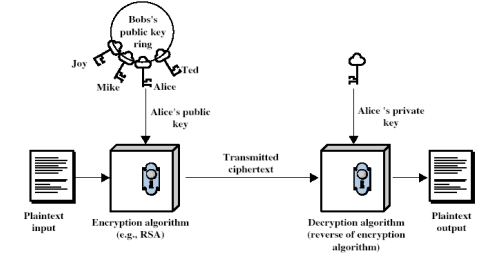 Bobs's
public key
ring
Joy
Ted
Mike
Alice
Alice's public
key
Alice 's private
key
Transmitted
ciphertext
Plaintext
input
Encryption algorithm
(e.g., RSA)
Decryption algorithm
(reverse of encryption
algorithm)
Plaintext
output